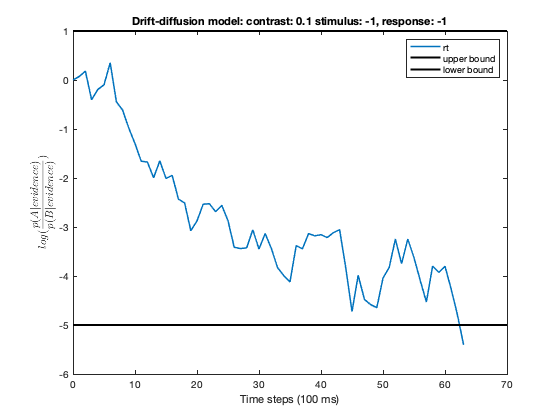 Drift-diffusion model: contrast: 0.1 stimulus: -1, response: -1
1
0
-1
-2
-3
-4
-5
-6
log(p(A|evidence)/p(B|evidence))
rt
upper bound
lower bound
0 10 20 30 40 50 60 70
Time steps (100 ms)